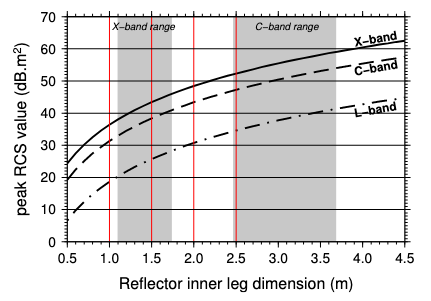 70
X−band range
C−band range
60
X−band
50
C−band
40
L−band
30
20
10
0
0.5 1.0 1.5 2.0 2.5 3.0 3.5 4.0 4.5
peak RCS value (dB.m²)
Reflector inner leg dimension (m)